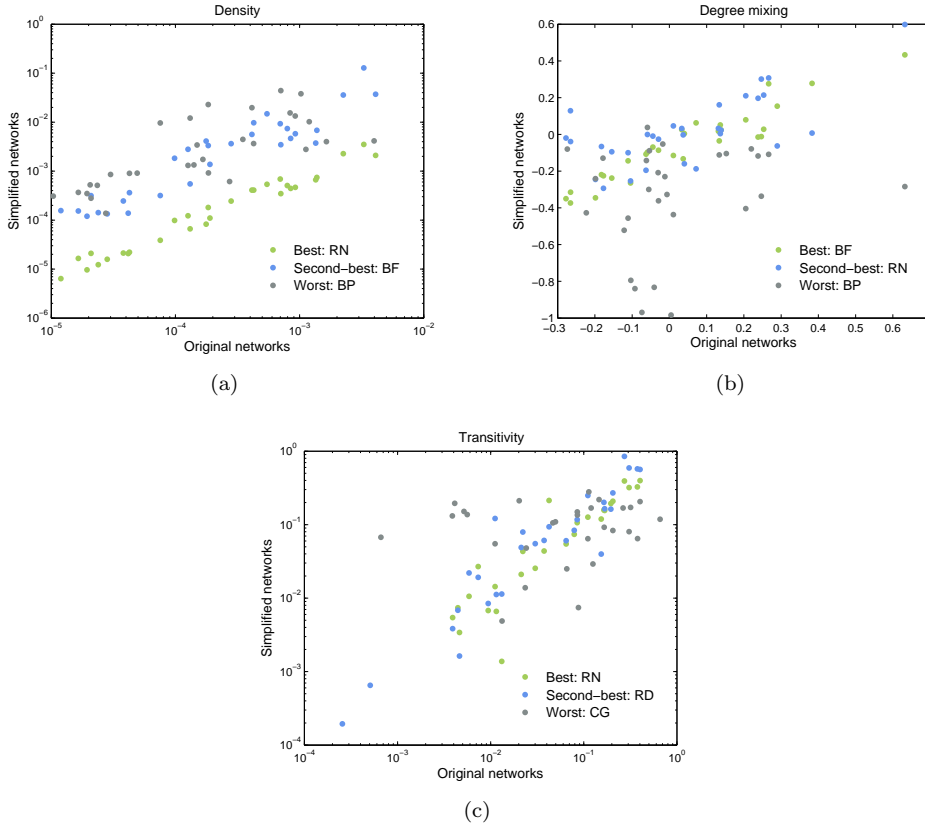 Density
Simplified networks
10^0
10^−1
10^−2
10^−3
10^−4
10^−5
10^−6
Best: RN
Second−best: BF
Worst: BP
10^−5
10^−4
10^−3
10^−2
Original networks
(a)
Degree mixing
Simplified networks
0.6
0.4
0.2
0
−0.2
−0.4
−0.6
−0.8
−1
Best: BF
Second−best: RN
Worst: BP
−0.3
−0.2
−0.1
0
0.1
0.2
0.3
0.4
0.5
0.6
Original networks
(b)
Transitivity
Simplified networks
10^0
10^−1
10^−2
10^−3
10^−4
Best: RN
Second−best: RD
Worst: CG
10^−4
10^−3
10^−2
10^−1
10^0
Original networks
(c)